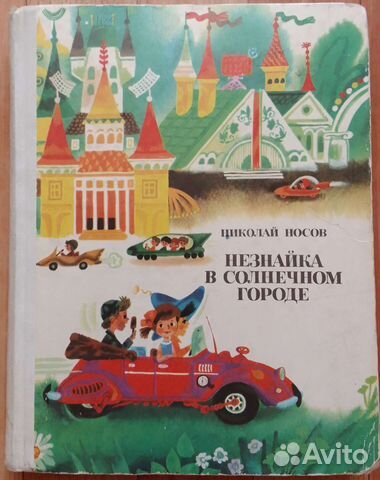 НИКОЛАЙ НОСОВ
НЕЗНАЙКА
В СОЛНЕЧНОМ
ГОРОДЕ
Avito